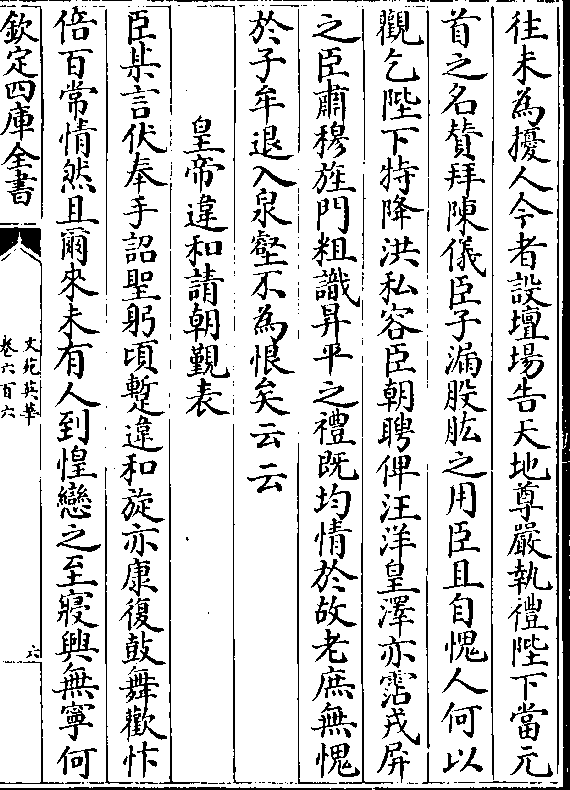 往未為擾人今者設壇場告天地尊嚴執禮陛下當元
首之名贊拜陳儀臣子漏股肱之用臣且自愧人何以
觀乞陛下特降洪私容臣朝聘俾汪洋皇澤亦霑戎屏
之臣肅穆旌門粗識昇平之禮既均情於故老庶無愧
於子牟退入泉壑不為恨矣云云
皇帝違和請朝覲表
臣某言伏奉手詔聖躬頃蹔違和旋亦康復鼓舞歡忭
倍百常情然且爾來未有人到惶戀之至寢興無寧何
欽定四庫全書
文苑英華
卷六百六
六